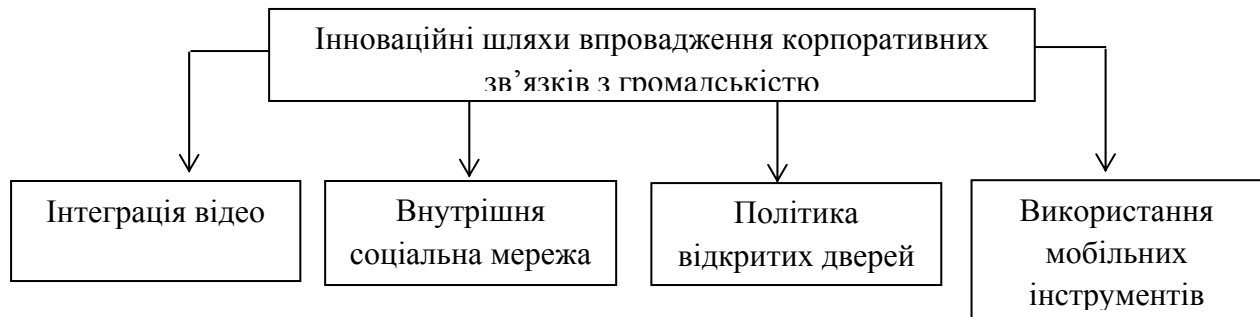 Інноваційні шляхи впровадження корпоративних
зв’язків з громадськістю
Інтеграція відео
Внутрішня
соціальна мережа
Політика
відкритих дверей
Використання
мобільних
інструментів